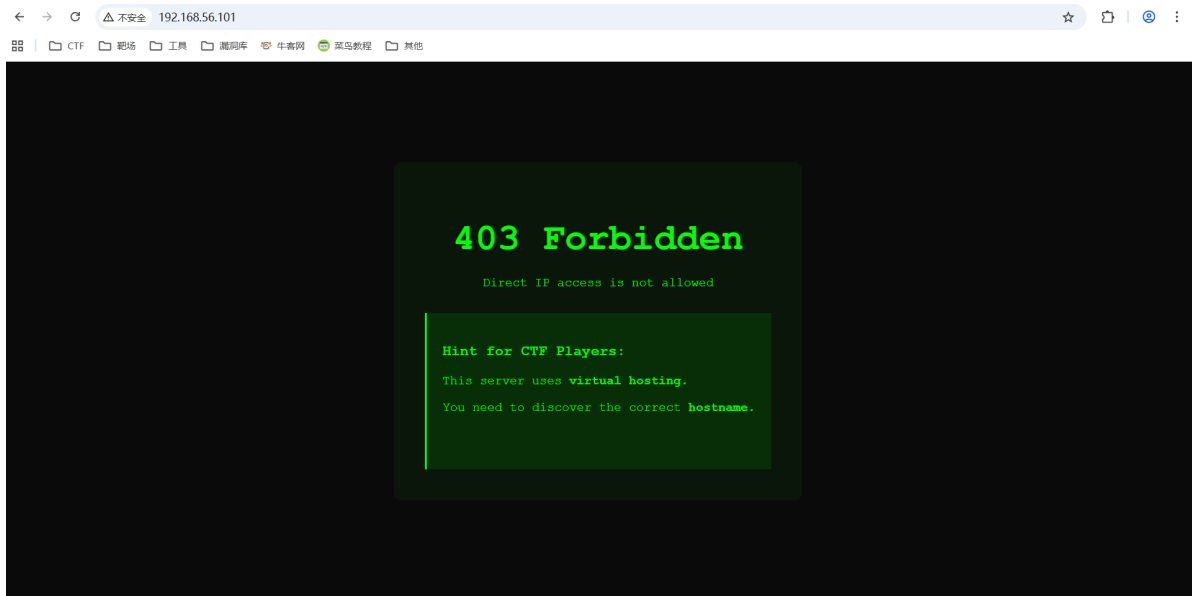 不安全 192.168.56.101
CTF 靶场 工具 漏洞库 牛客网 菜鸟教程 其他
403 Forbidden
Direct IP access is not allowed
Hint for CTF Players:
This server uses virtual hosting.
You need to discover the correct hostname.